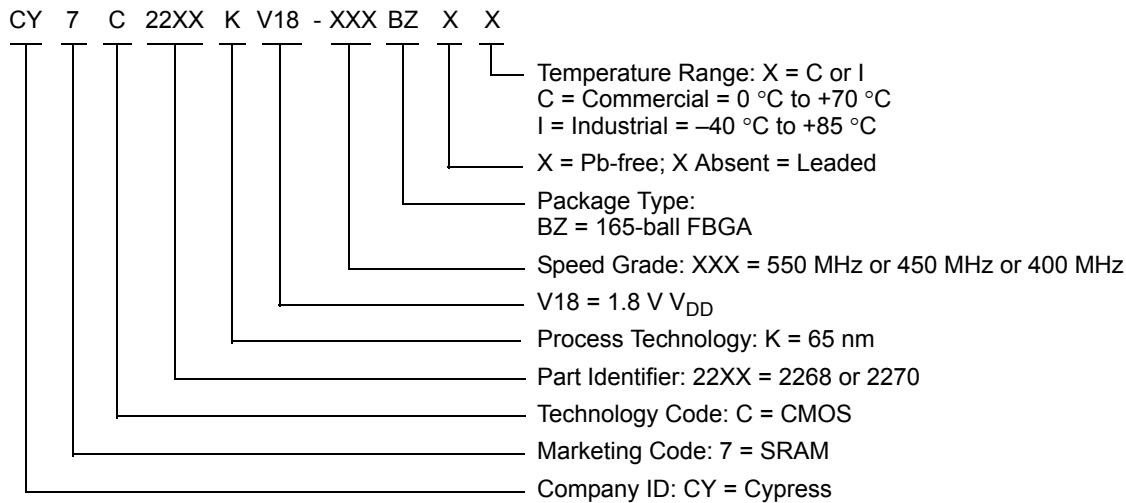 CY 7 C 22XX K V18 - XXX BZ X X
Temperature Range: X = C or I
C = Commercial = 0 °C to +70 °C
I = Industrial = –40 °C to +85 °C
X = Pb-free; X Absent = Leaded
Package Type:
BZ = 165-ball FBGA
Speed Grade: XXX = 550 MHz or 450 MHz or 400 MHz
V18 = 1.8 V VDD
Process Technology: K = 65 nm
Part Identifier: 22XX = 2268 or 2270
Technology Code: C = CMOS
Marketing Code: 7 = SRAM
Company ID: CY = Cypress